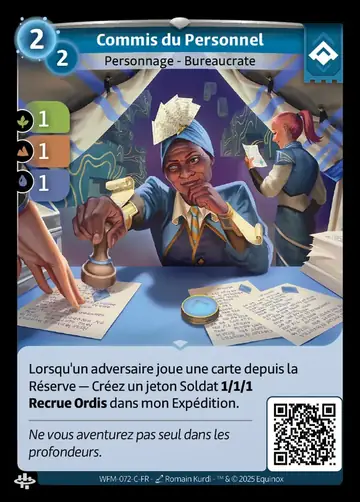 2
2
Commis du Personnel
Personnage - Bureaucrate
1
1
1
Lorsqu'un adversaire joue une carte depuis la
Réserve — Créez un jeton Soldat 1/1/1
Recrue Ordis dans mon Expédition.
Ne vous aventurez pas seul dans les
profondeurs.
WFM-072-C-FR - Romain Kurdi - ™ & © 2025 Equinox